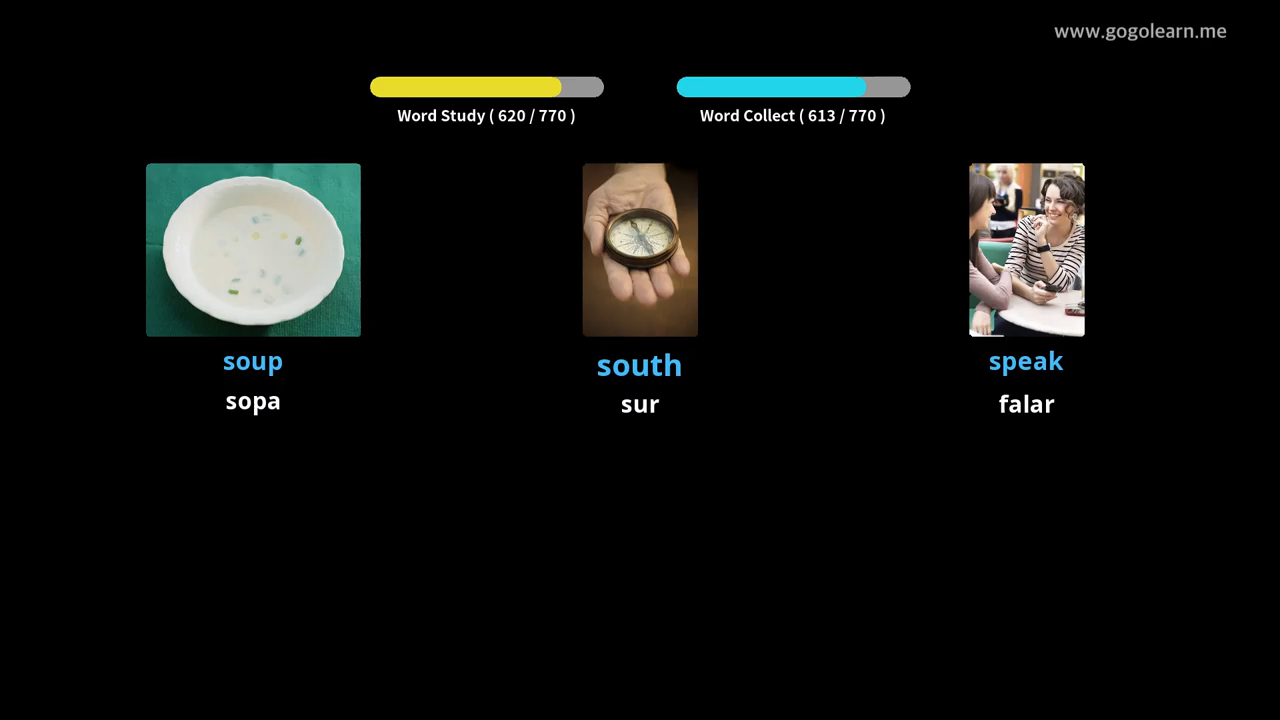 www.gogolearn.me
Word Study ( 620 / 770 )
Word Collect ( 613 / 770 )
soup
sopa
south
sur
speak
falar